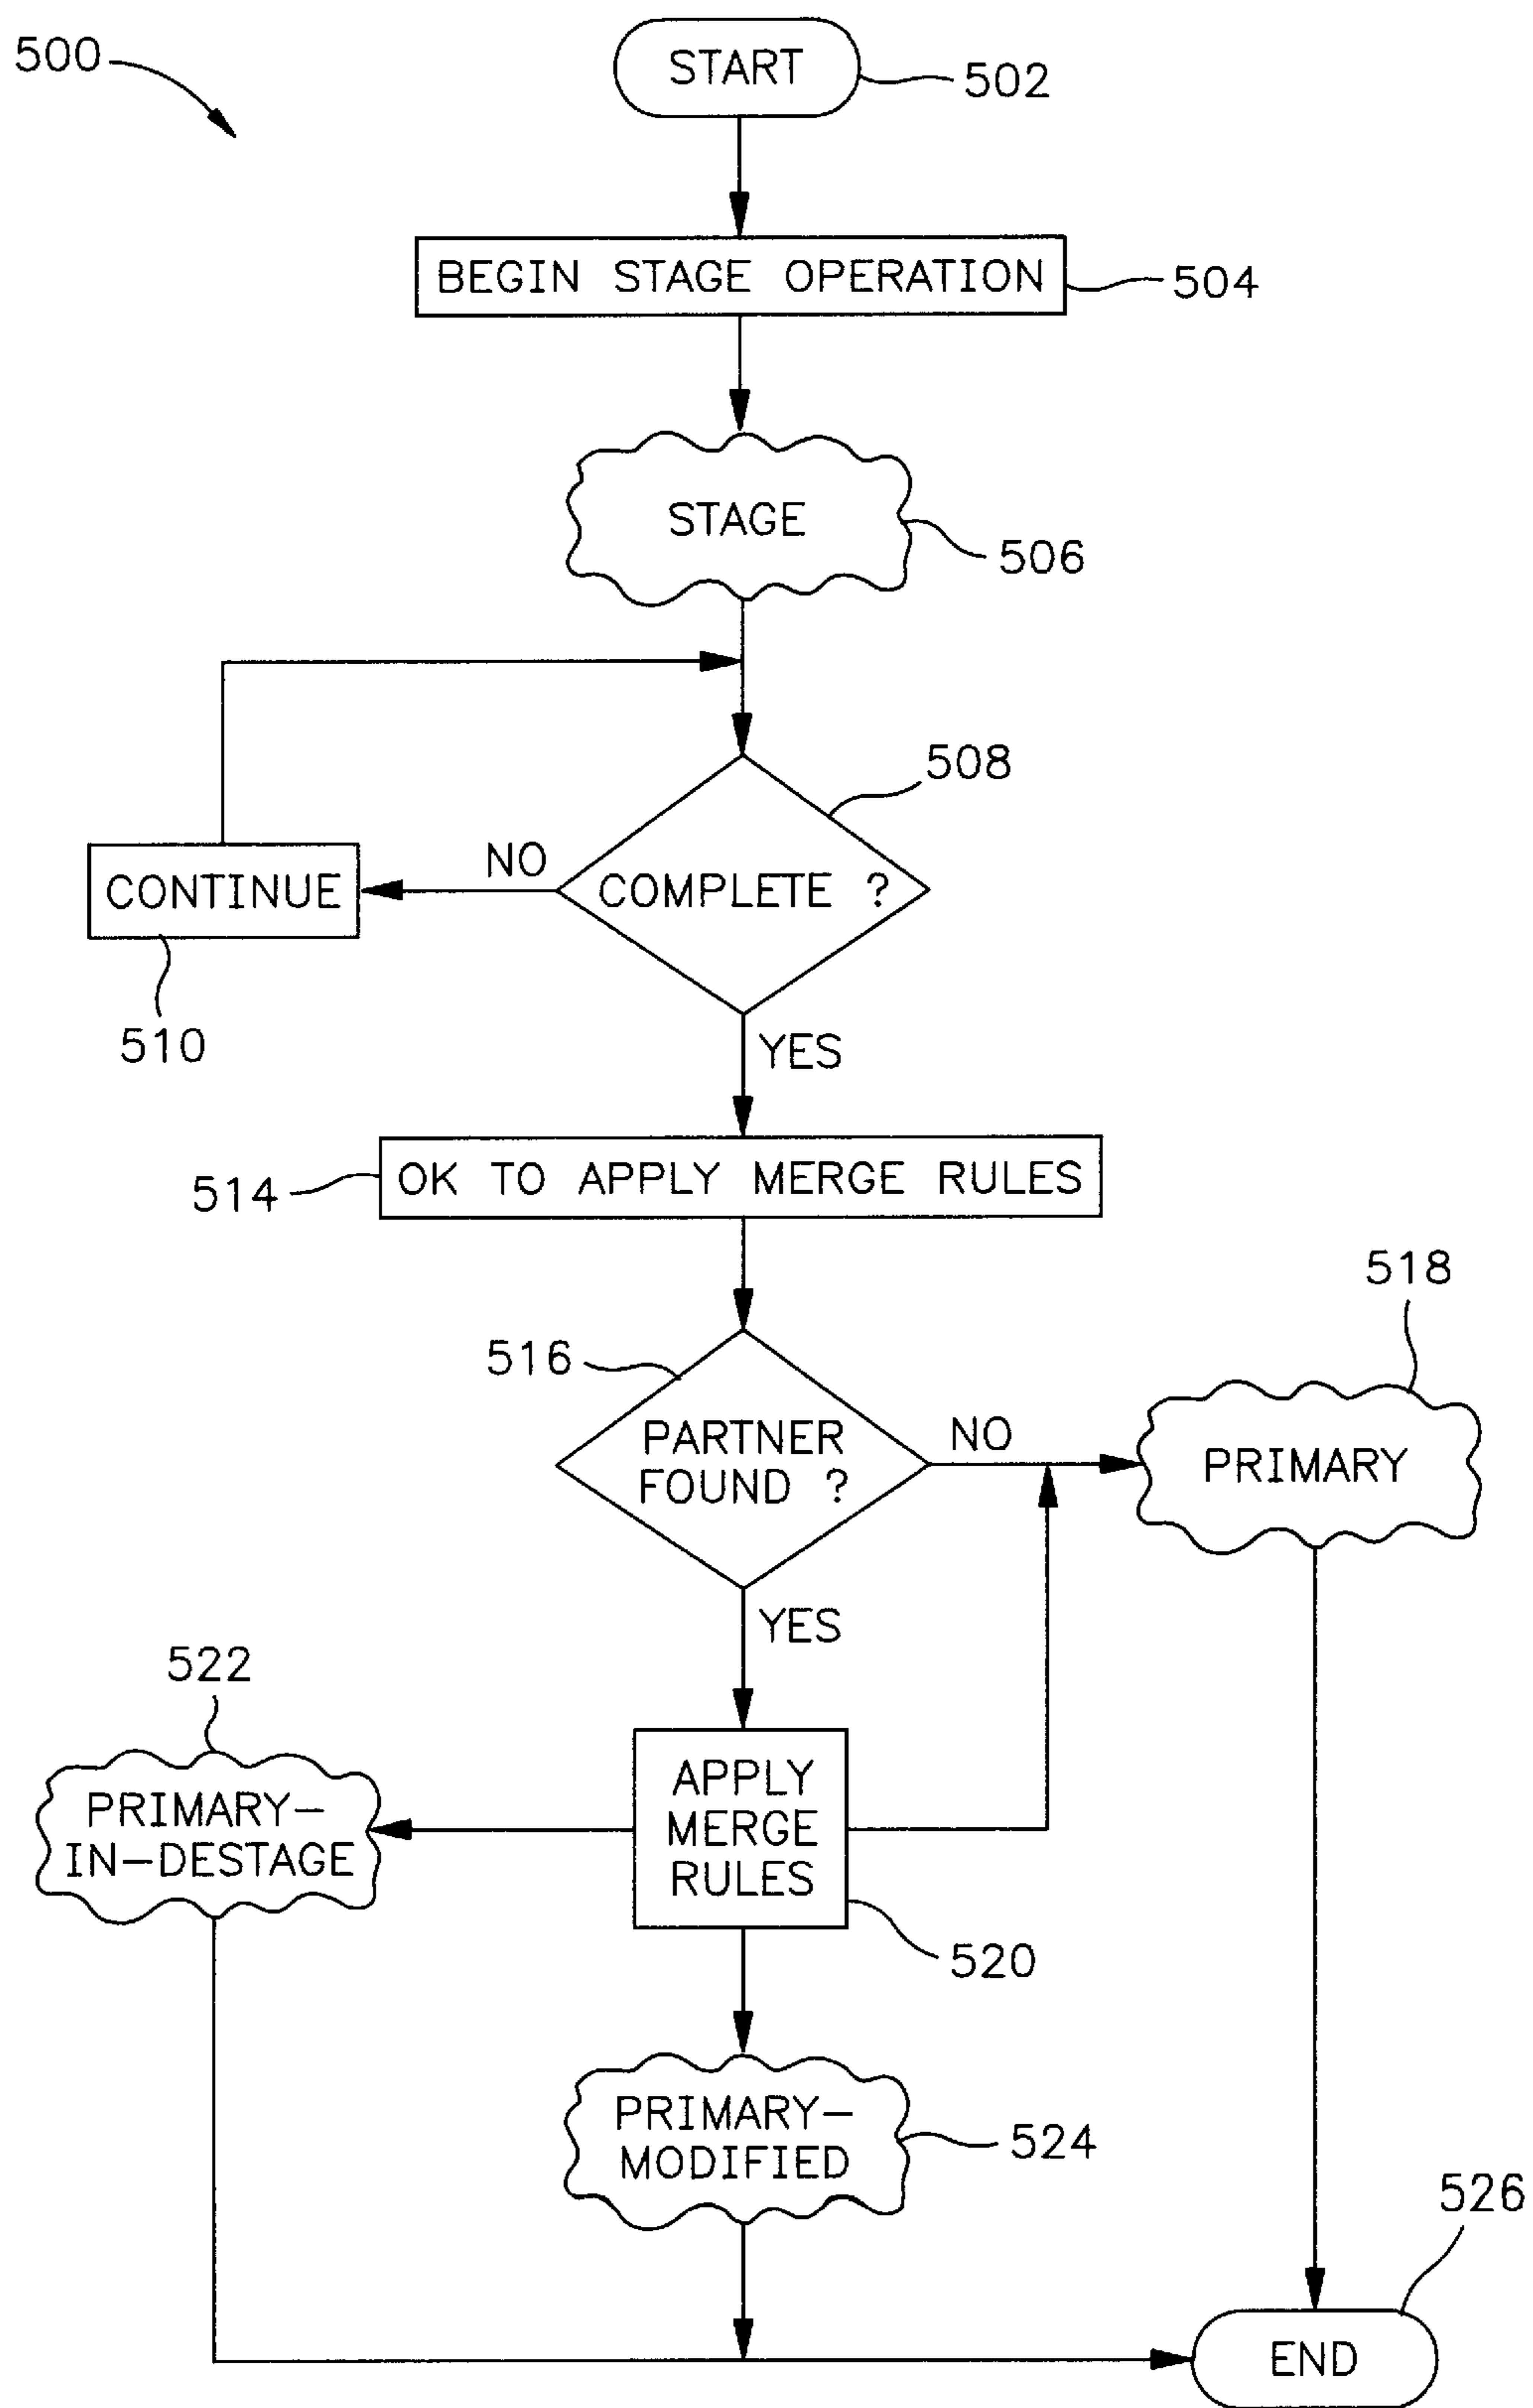 500
START
502
BEGIN STAGE OPERATION
504
STAGE
506
508
NO
COMPLETE ?
CONTINUE
510
YES
OK TO APPLY MERGE RULES
514
518
516
PARTNER
FOUND ?
NO
PRIMARY
YES
522
PRIMARY-
IN-DESTAGE
APPLY
MERGE
RULES
520
PRIMARY-
MODIFIED
524
526
END